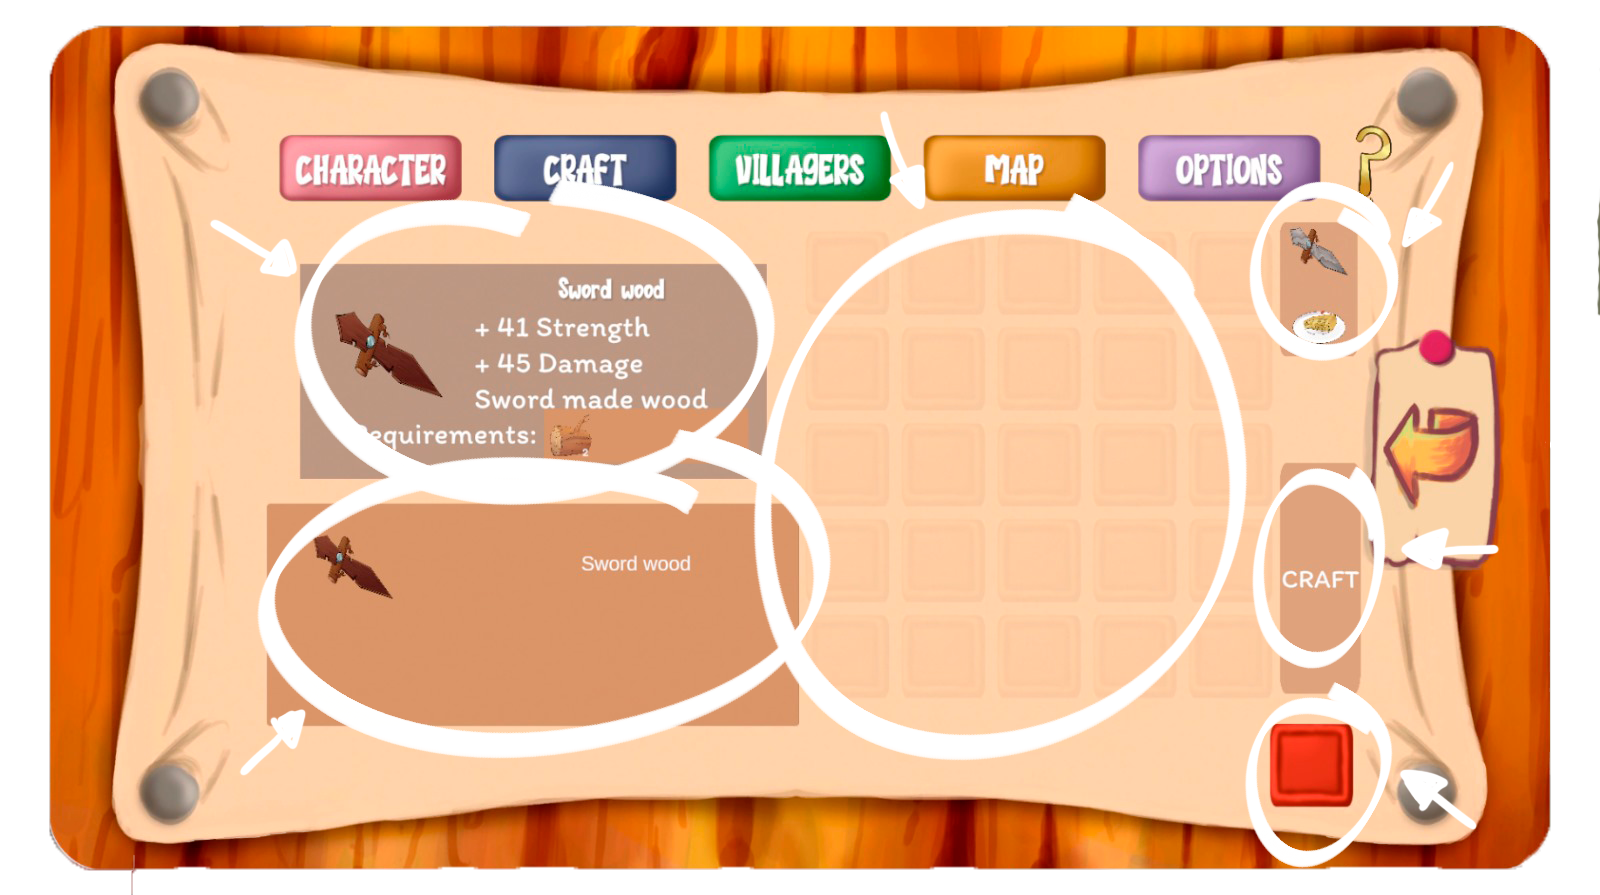 CHARACTER CRAFT VILLAGERS MAP OPTIONS
Sword wood
+ 41 Strength
+ 45 Damage
Sword made wood
equirements:
2
Sword wood
CRAFT